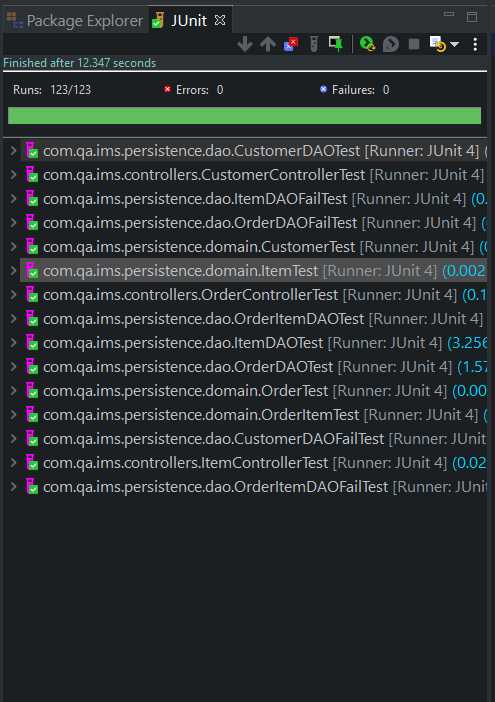 Package Explorer JUnit
Finished after 12.347 seconds
Runs: 123/123 Errors: 0 Failures: 0
com.qa.ims.persistence.dao.CustomerDAOTest [Runner: JUnit 4] (
com.qa.ims.controllers.CustomerControllerTest [Runner: JUnit 4]
com.qa.ims.persistence.dao.ItemDAOFailTest [Runner: JUnit 4] (0.
com.qa.ims.persistence.dao.OrderDAOFailTest [Runner: JUnit 4] (
com.qa.ims.persistence.domain.CustomerTest [Runner: JUnit 4] (
com.qa.ims.persistence.domain.ItemTest [Runner: JUnit 4] (0.002
com.qa.ims.controllers.OrderControllerTest [Runner: JUnit 4] (0.1
com.qa.ims.persistence.dao.OrderItemDAOTest [Runner: JUnit 4]
com.qa.ims.persistence.dao.ItemDAOTest [Runner: JUnit 4] (3.256
com.qa.ims.persistence.dao.OrderDAOTest [Runner: JUnit 4] (1.57
com.qa.ims.persistence.domain.OrderTest [Runner: JUnit 4] (0.00
com.qa.ims.persistence.domain.OrderItemTest [Runner: JUnit 4] (
com.qa.ims.persistence.dao.CustomerDAOFailTest [Runner: JUnit
com.qa.ims.controllers.ItemControllerTest [Runner: JUnit 4] (0.02
com.qa.ims.persistence.dao.OrderItemDAOFailTest [Runner: JUnit